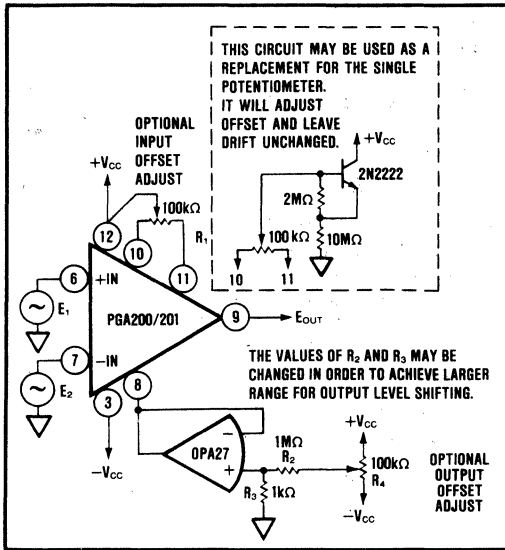 THIS CIRCUIT MAY BE USED AS A
REPLACEMENT FOR THE SINGLE
POTENTIOMETER.
IT WILL ADJUST
OFFSET AND LEAVE
DRIFT UNCHANGED.
+VCC
2N2222
2MΩ
100 kΩ
10MΩ
10
11
OPTIONAL
INPUT
OFFSET
ADJUST
+VCC
100kΩ
R1
12
10
11
6
+IN
E1
PGA200/201
9
EOUT
7
-IN
E2
8
3
-VCC
THE VALUES OF R2 AND R3 MAY BE
CHANGED IN ORDER TO ACHIEVE LARGER
RANGE FOR OUTPUT LEVEL SHIFTING.
-
OPA27
+
1MΩ
R2
R3
1kΩ
+VCC
100kΩ
R4
-VCC
OPTIONAL
OUTPUT
OFFSET
ADJUST